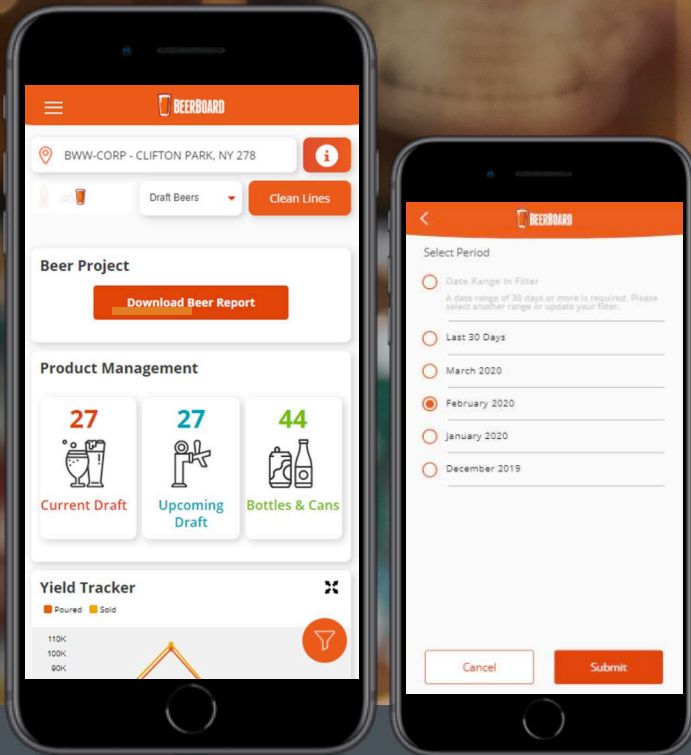 BEERBOARD
BWW-CORP - CLIFTON PARK, NY 278
i
Draft Beers
Clean Lines
Beer Project
Download Beer Report
Product Management
27
27
44
Current Draft
Upcoming
Draft
Bottles & Cans
Yield Tracker
Poured
Sold
110K
100K
90K
BEERBOARD
Select Period
Date Range in Filter
A date range of 30 days or more is required. Please
select another range or update your filter.
Last 30 Days
March 2020
February 2020
January 2020
December 2019
Cancel
Submit